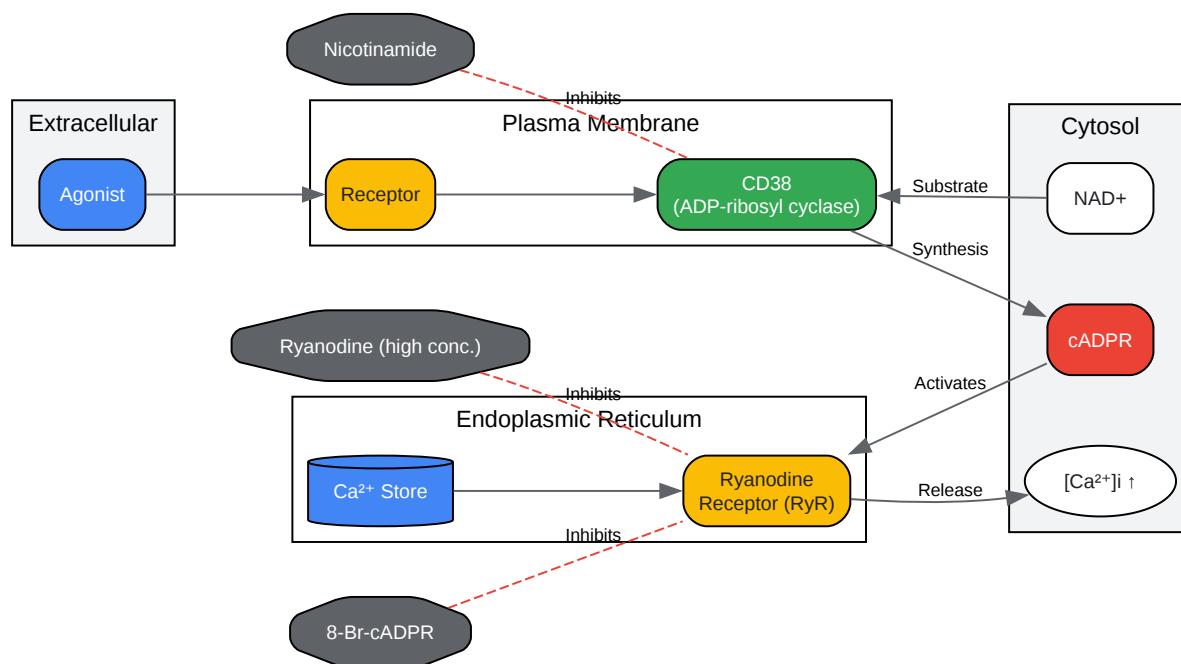 Nicotinamide
Inhibits
Extracellular
Plasma Membrane
Cytosol
Agonist
Receptor
CD38
(ADP-ribosyl cyclase)
Substrate
NAD+
Synthesis
Ryanodine (high conc.)
cADPR
Inhibits
Activates
Endoplasmic Reticulum
Ca²⁺ Store
Ryanodine
Receptor (RyR)
Release
[Ca²⁺]i ↑
Inhibits
8-Br-cADPR